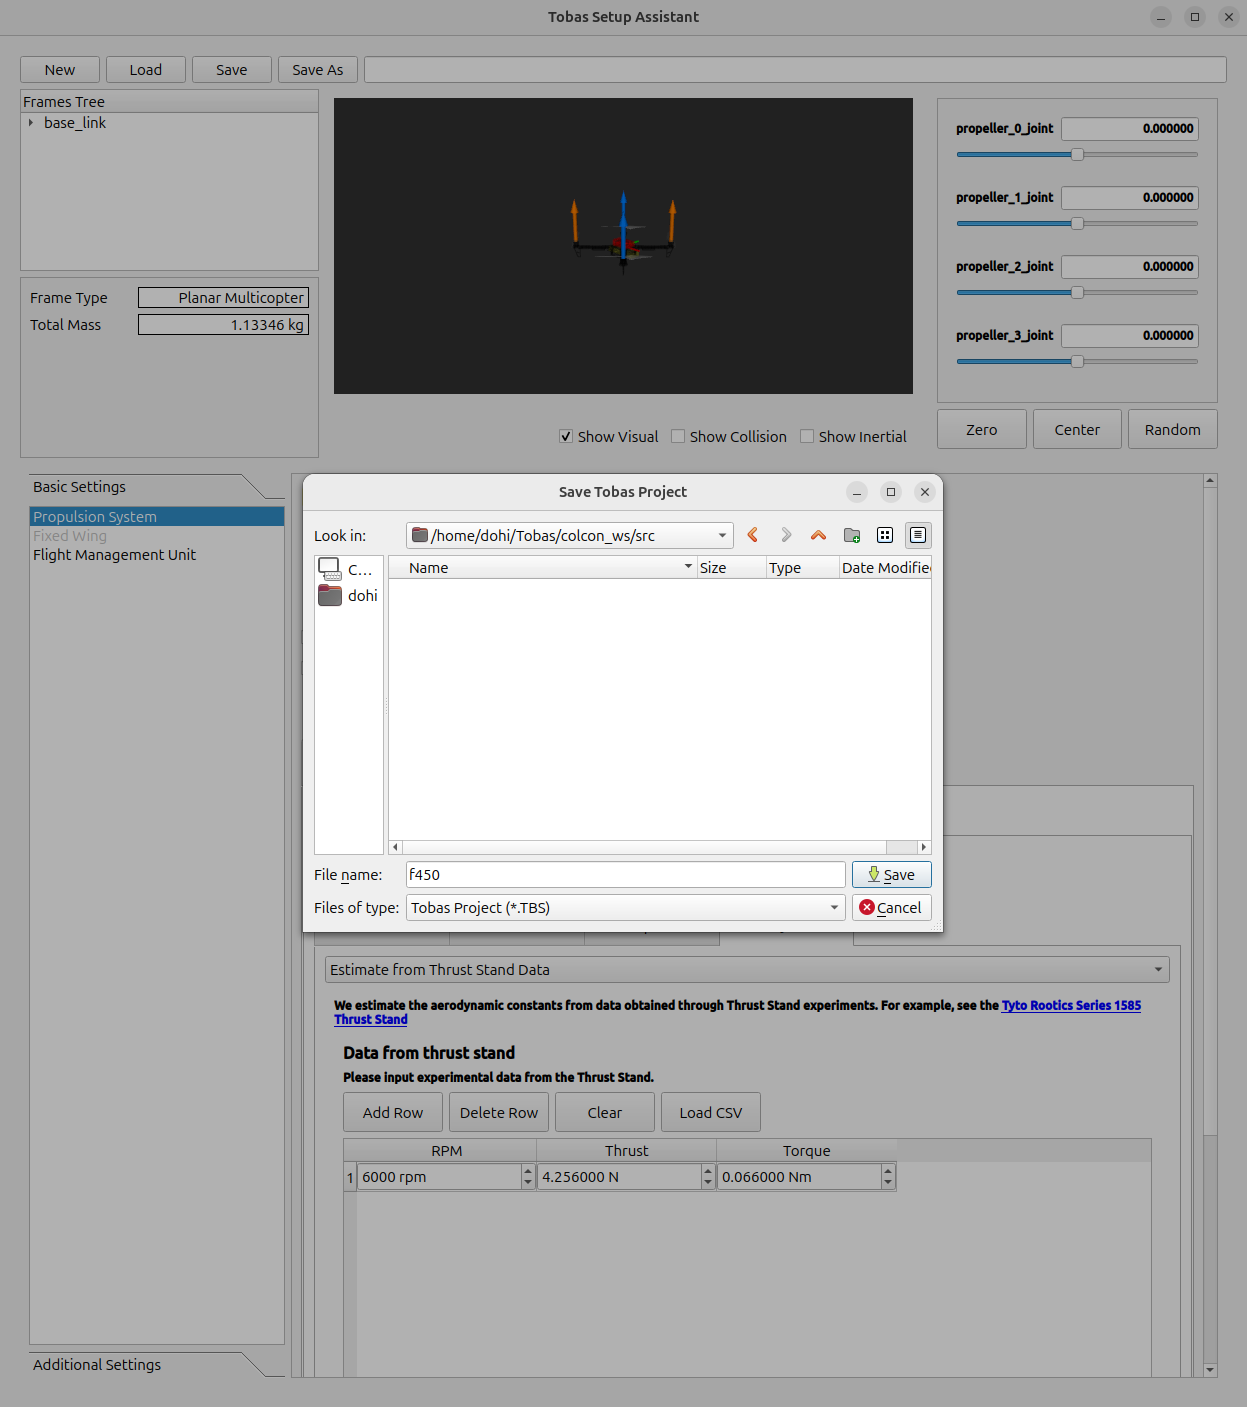 Tobas Setup Assistant
New Load Save Save As
Frames Tree
base_link
Frame Type Planar Multicopter
Total Mass 1.13346 kg
Show Visual Show Collision Show Inertial
propeller_0_joint 0.000000
propeller_1_joint 0.000000
propeller_2_joint 0.000000
propeller_3_joint 0.000000
Zero Center Random
Basic Settings
Propulsion System
Fixed Wing
Flight Management Unit
Additional Settings
Save Tobas Project
Look in: /home/dohi/Tobas/colcon_ws/src
C...
dohi
Name Size Type Date Modified
File name: f450 Save
Files of type: Tobas Project (*.TBS) Cancel
Estimate from Thrust Stand Data
We estimate the aerodynamic constants from data obtained through Thrust Stand experiments. For example, see the Tyto Rootics Series 1585
Thrust Stand
Data from thrust stand
Please input experimental data from the Thrust Stand.
Add Row Delete Row Clear Load CSV
RPM Thrust Torque
1 6000 rpm 4.256000 N 0.066000 Nm